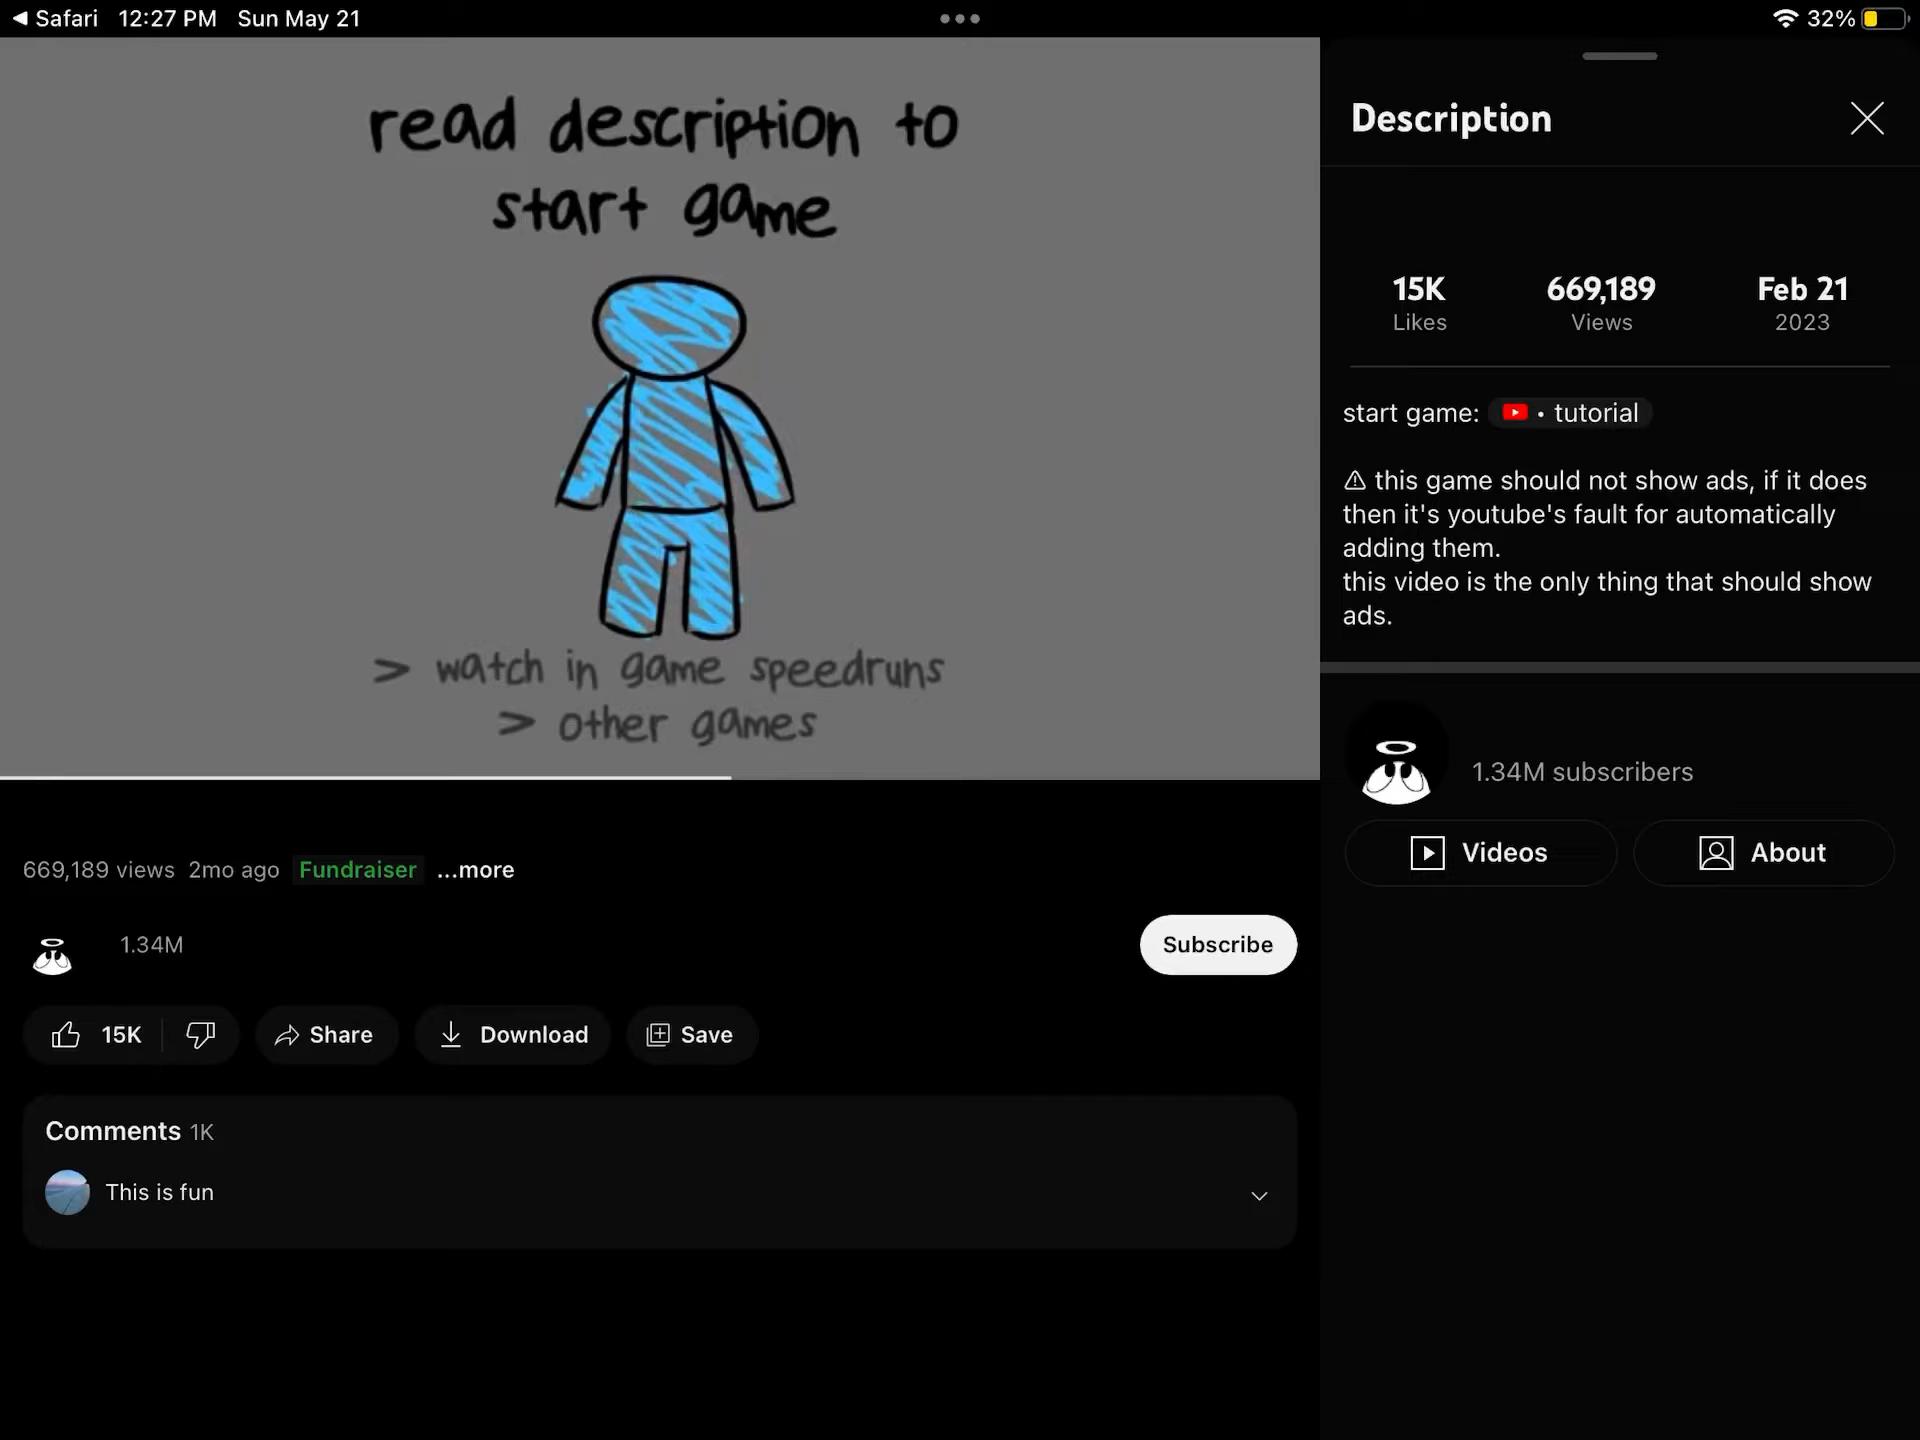 Safari 12:27 PM Sun May 21
32%
read description to
start game
> watch in game speedruns
> other games
669,189 views 2mo ago Fundraiser ...more
1.34M
Subscribe
15K
Share
Download
Save
Comments 1K
This is fun
Description
15K 669,189 Feb 21
Likes Views 2023
start game: • tutorial
⚠ this game should not show ads, if it does
then it's youtube's fault for automatically
adding them.
this video is the only thing that should show
ads.
1.34M subscribers
Videos
About